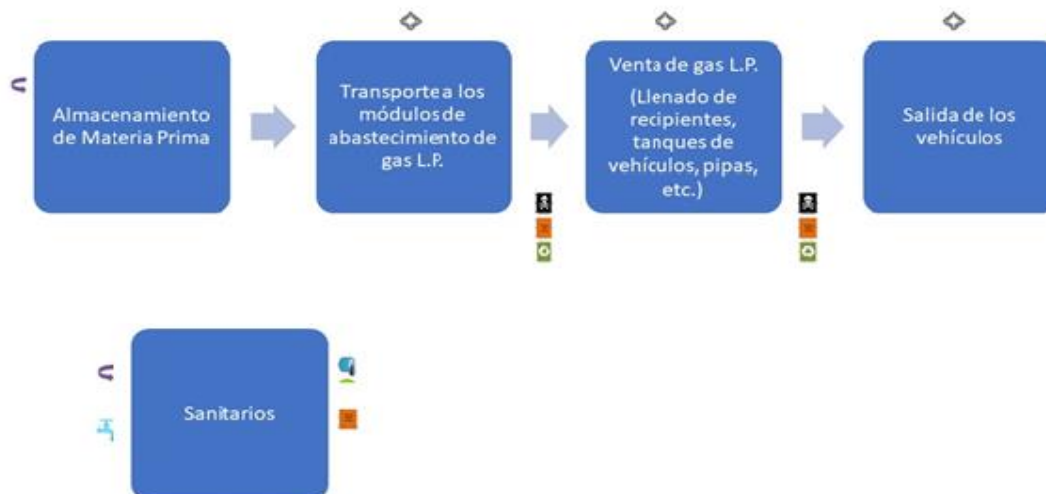 Almacenamiento
de Materia Prima
Transporte a los
módulos de
abastecimiento de
gas L.P.
Venta de gas L.P.
(Llenado de
recipientes,
tanques de
vehículos, pipas,
etc.)
Salida de los
vehículos
Sanitarios